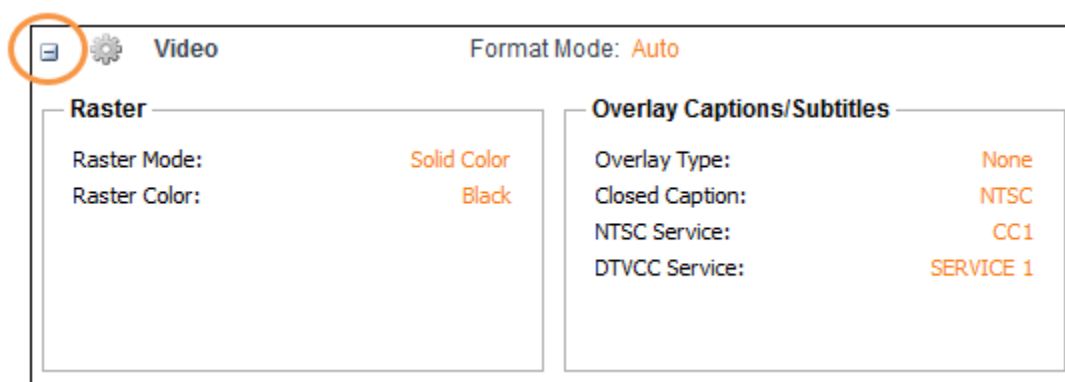 Video Format Mode: Auto
Raster
Raster Mode: Solid Color
Raster Color: Black
Overlay Captions/Subtitles
Overlay Type: None
Closed Caption: NTSC
NTSC Service: CC1
DTVCC Service: SERVICE 1